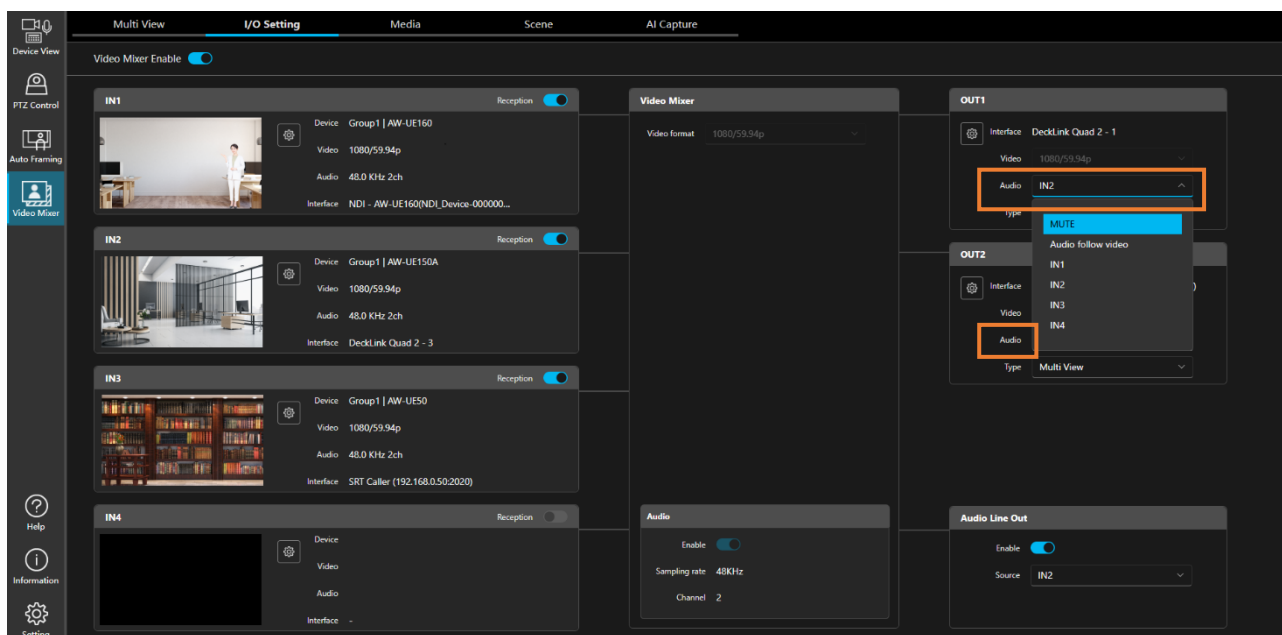 Multi View
I/O Setting
Media
Scene
AI Capture
Device View
PTZ Control
Auto Framing
Video Mixer
Help
Information
Setting
Video Mixer Enable
IN1
Reception
Device Group1 | AW-UE160
Video 1080/59.94p
Audio 48.0 KHz 2ch
Interface NDI - AW-UE160(NDI_Device-000000...
IN2
Reception
Device Group1 | AW-UE150A
Video 1080/59.94p
Audio 48.0 KHz 2ch
Interface DeckLink Quad 2 - 3
IN3
Reception
Device Group1 | AW-UE50
Video 1080/59.94p
Audio 48.0 KHz 2ch
Interface SRT Caller (192.168.0.50:2020)
IN4
Reception
Device
Video
Audio
Interface -
Video Mixer
Video format 1080/59.94p
Audio
Enable
Sampling rate 48KHz
Channel 2
OUT1
Interface DeckLink Quad 2 - 1
Video 1080/59.94p
Audio IN2
Type
MUTE
Audio follow video
IN1
IN2
IN3
IN4
OUT2
Interface )
Video
Audio
Type Multi View
Audio Line Out
Enable
Source IN2